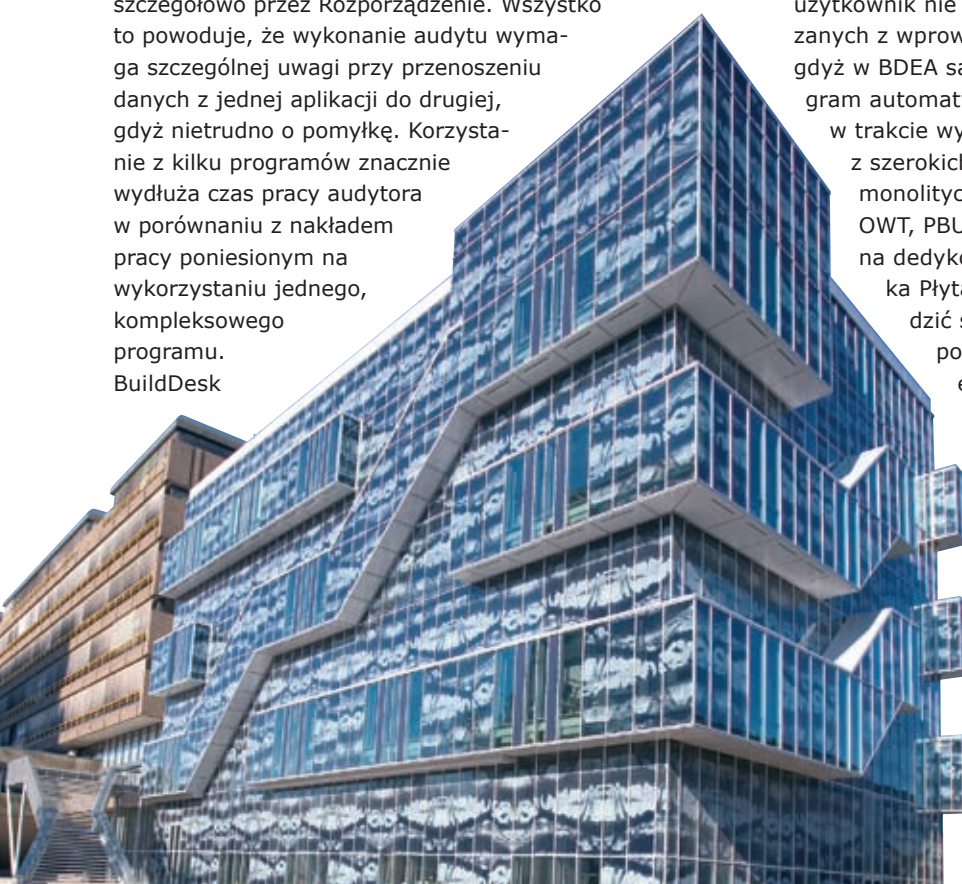 szczegółowo przez Rozporządzenie. Wszystko
to powoduje, że wykonanie audytu wyma-
ga szczególnej uwagi przy przenoszeniu
danych z jednej aplikacji do drugiej,
gdyż nietrudno o pomyłkę. Korzysta-
nie z kilku programów znacznie
wydłuża czas pracy audytora
w porównaniu z nakładem
pracy poniesionym na
wykorzystaniu jednego,
kompleksowego
programu.
BuildDesk
użytkownik nie
zanych z wprow
gdyż w BDEA sa
gram automat
w trakcie wy
z szerokich
monolityc
OWT, PBU
na dedyko
ka Płyta
dzić s
po
e